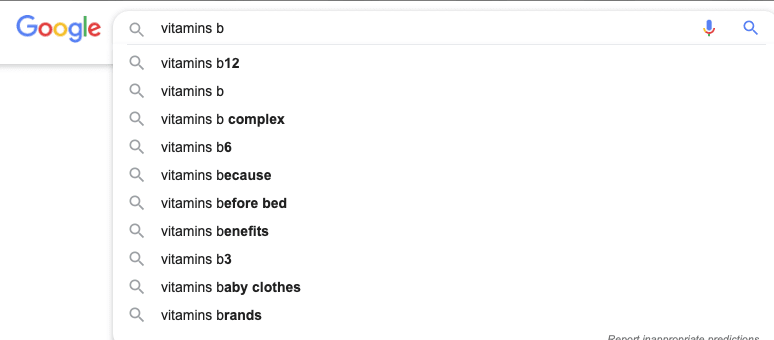 Google
vitamins b
vitamins b12
vitamins b
vitamins b complex
vitamins b6
vitamins because
vitamins before bed
vitamins benefits
vitamins b3
vitamins baby clothes
vitamins brands
Report inappropriate predictions